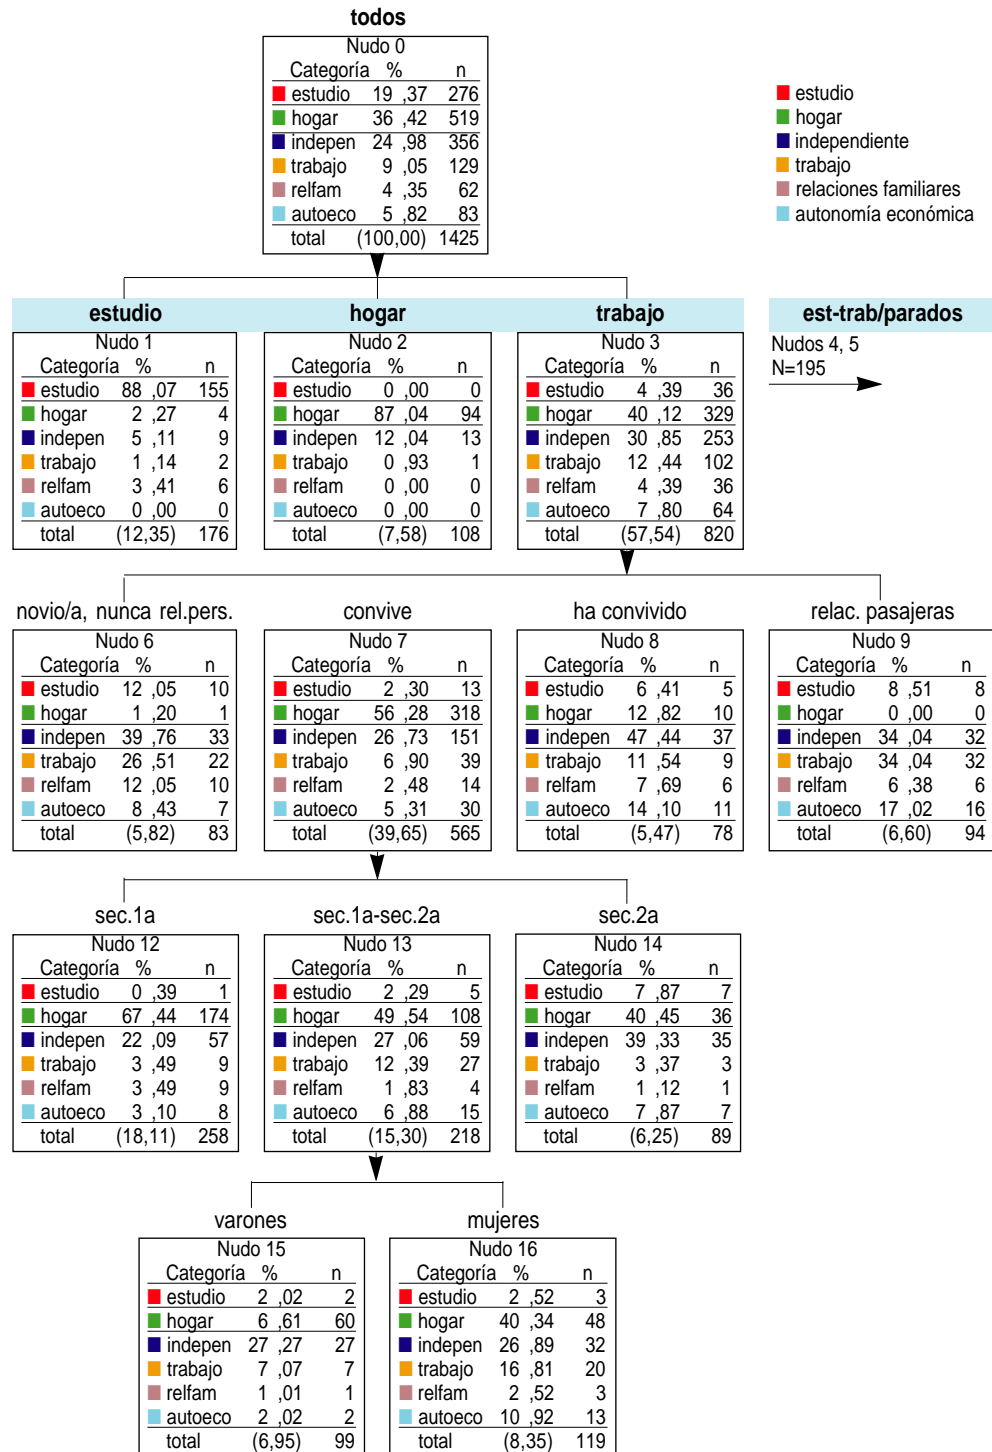 todos
Nudo 0
Categoría % n
estudio 19 ,37 276
hogar 36 ,42 519
indepen 24 ,98 356
trabajo 9 ,05 129
relfam 4 ,35 62
autoeco 5 ,82 83
total (100,00) 1425
estudio
hogar
independiente
trabajo
relaciones familiares
autonomía económica
estudio hogar trabajo est-trab/parados
Nudo 1
Categoría % n
estudio 88 ,07 155
hogar 2 ,27 4
indepen 5 ,11 9
trabajo 1 ,14 2
relfam 3 ,41 6
autoeco 0 ,00 0
total (12,35) 176
Nudo 2
Categoría % n
estudio 0 ,00 0
hogar 87 ,04 94
indepen 12 ,04 13
trabajo 0 ,93 1
relfam 0 ,00 0
autoeco 0 ,00 0
total (7,58) 108
Nudo 3
Categoría % n
estudio 4 ,39 36
hogar 40 ,12 329
indepen 30 ,85 253
trabajo 12 ,44 102
relfam 4 ,39 36
autoeco 7 ,80 64
total (57,54) 820
Nudos 4, 5
N=195
novio/a, nunca rel.pers.
Nudo 6
Categoría % n
estudio 12 ,05 10
hogar 1 ,20 1
indepen 39 ,76 33
trabajo 26 ,51 22
relfam 12 ,05 10
autoeco 8 ,43 7
total (5,82) 83
convive
Nudo 7
Categoría % n
estudio 2 ,30 13
hogar 56 ,28 318
indepen 26 ,73 151
trabajo 6 ,90 39
relfam 2 ,48 14
autoeco 5 ,31 30
total (39,65) 565
ha convivido
Nudo 8
Categoría % n
estudio 6 ,41 5
hogar 12 ,82 10
indepen 47 ,44 37
trabajo 11 ,54 9
relfam 7 ,69 6
autoeco 14 ,10 11
total (5,47) 78
relac. pasajeras
Nudo 9
Categoría % n
estudio 8 ,51 8
hogar 0 ,00 0
indepen 34 ,04 32
trabajo 34 ,04 32
relfam 6 ,38 6
autoeco 17 ,02 16
total (6,60) 94
sec.1a
Nudo 12
Categoría % n
estudio 0 ,39 1
hogar 67 ,44 174
indepen 22 ,09 57
trabajo 3 ,49 9
relfam 3 ,49 9
autoeco 3 ,10 8
total (18,11) 258
sec.1a-sec.2a
Nudo 13
Categoría % n
estudio 2 ,29 5
hogar 49 ,54 108
indepen 27 ,06 59
trabajo 12 ,39 27
relfam 1 ,83 4
autoeco 6 ,88 15
total (15,30) 218
sec.2a
Nudo 14
Categoría % n
estudio 7 ,87 7
hogar 40 ,45 36
indepen 39 ,33 35
trabajo 3 ,37 3
relfam 1 ,12 1
autoeco 7 ,87 7
total (6,25) 89
varones
Nudo 15
Categoría % n
estudio 2 ,02 2
hogar 6 ,61 60
indepen 27 ,27 27
trabajo 7 ,07 7
relfam 1 ,01 1
autoeco 2 ,02 2
total (6,95) 99
mujeres
Nudo 16
Categoría % n
estudio 2 ,52 3
hogar 40 ,34 48
indepen 26 ,89 32
trabajo 16 ,81 20
relfam 2 ,52 3
autoeco 10 ,92 13
total (8,35) 119